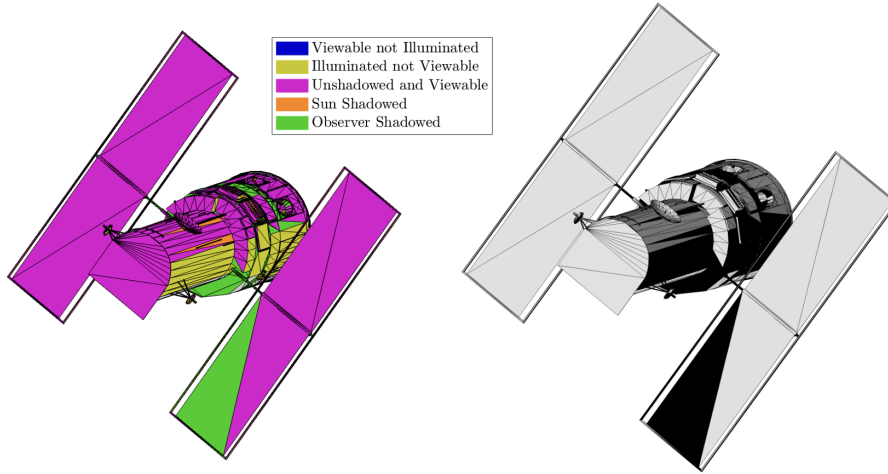 Viewable not Illuminated
Illuminated not Viewable
Unshadowed and Viewable
Sun Shadowed
Observer Shadowed